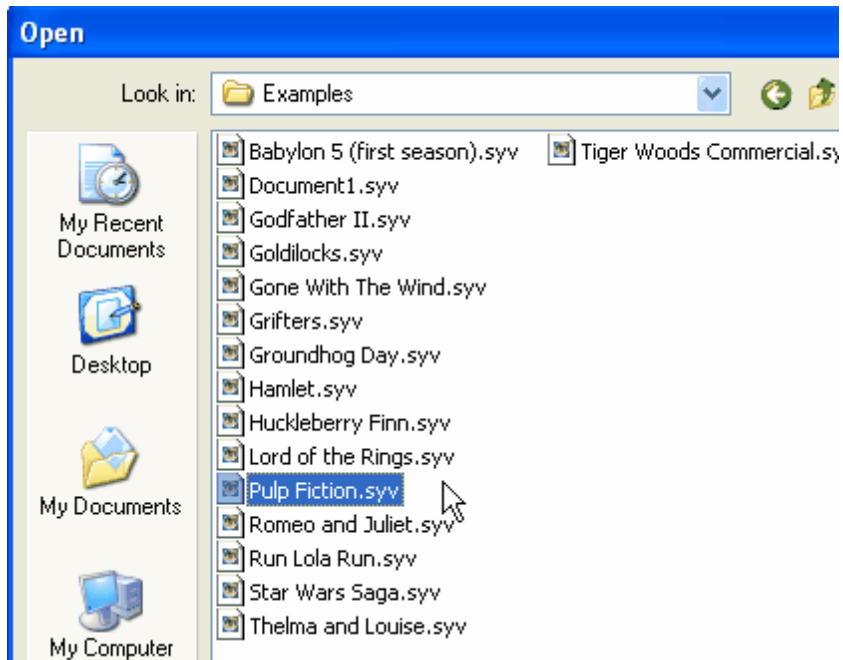 Open
Look in:
Examples
My Recent
Documents
Desktop
My Documents
My Computer
Babylon 5 (first season).syv
Document1.syv
Godfather II.syv
Goldilocks.syv
Gone With The Wind.syv
Grifters.syv
Groundhog Day.syv
Hamlet.syv
Huckleberry Finn.syv
Lord of the Rings.syv
Pulp Fiction.syv
Romeo and Juliet.syv
Run Lola Run.syv
Star Wars Saga.syv
Thelma and Louise.syv
Tiger Woods Commercial.sy